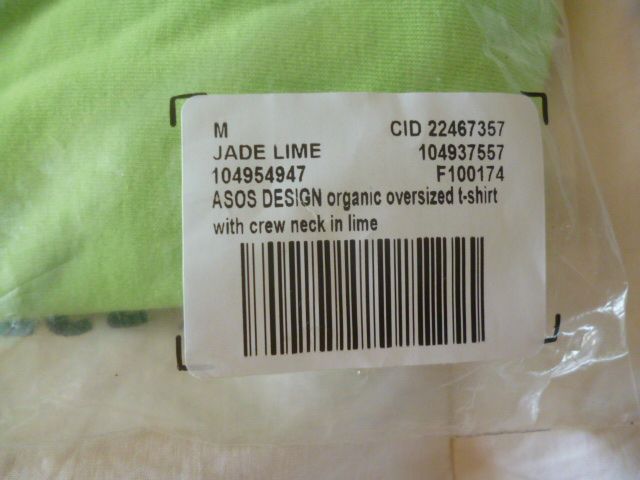 M CID 22467357
JADE LIME 104937557
104954947 F100174
ASOS DESIGN organic oversized t-shirt
with crew neck in lime